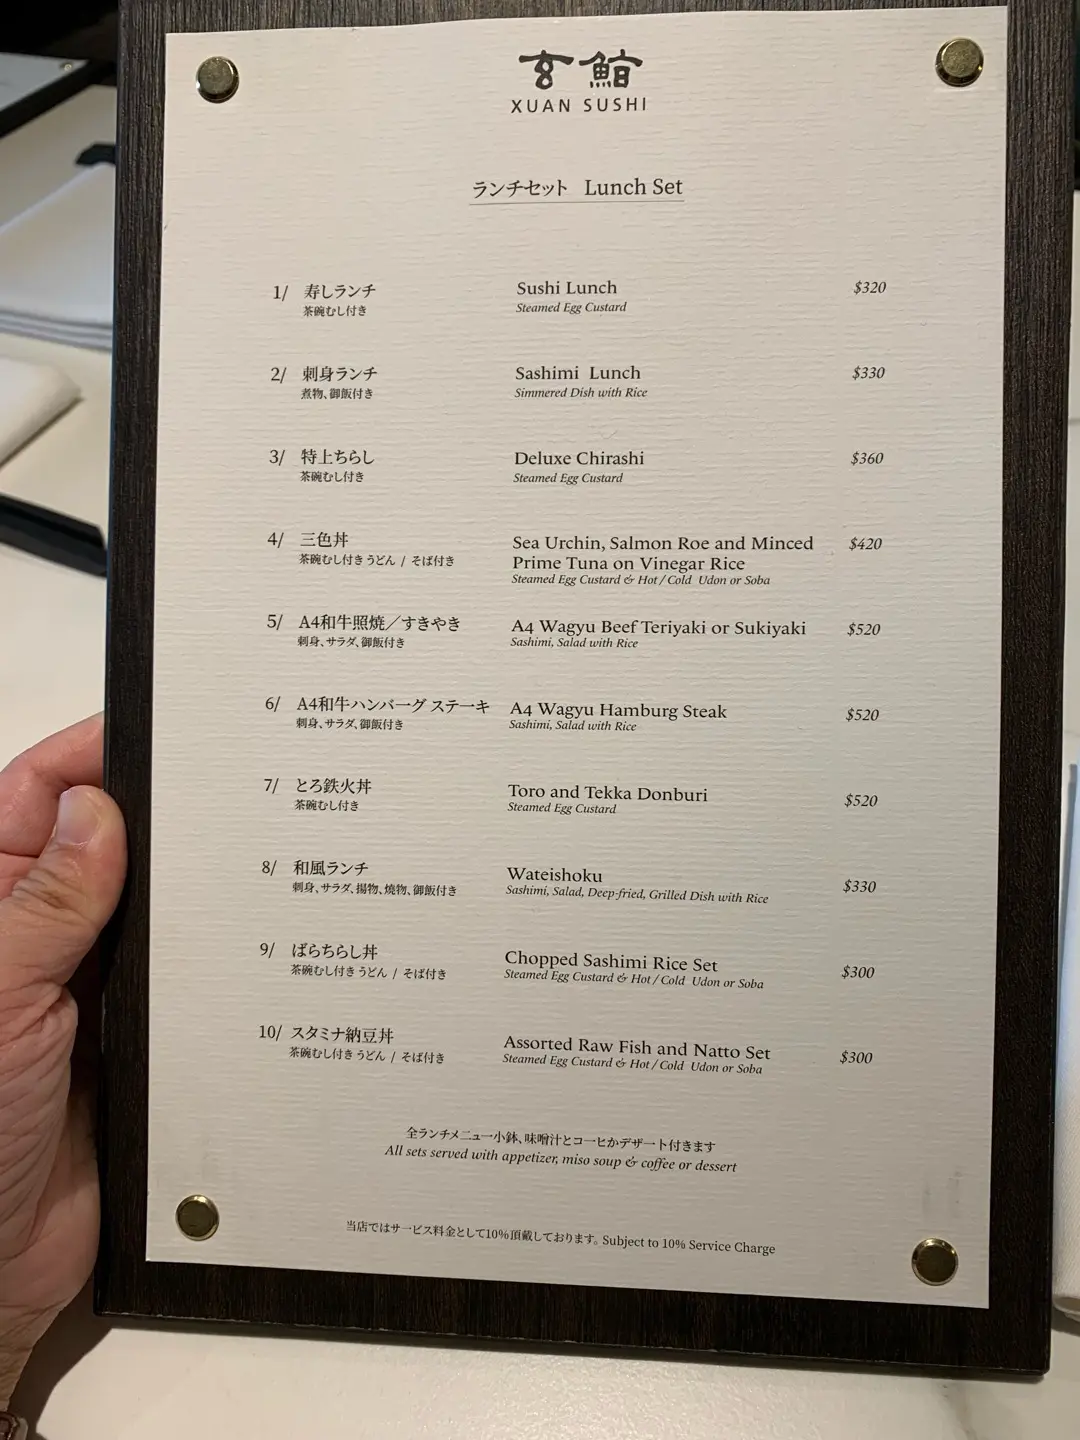 玄鮨
XUAN SUSHI
ランチセット Lunch Set
1/ 寿しランチ Sushi Lunch $320
茶碗むし付き Steamed Egg Custard
2/ 刺身ランチ Sashimi Lunch $330
煮物、御飯付き Simmered Dish with Rice
3/ 特上ちらし Deluxe Chirashi $360
茶碗むし付き Steamed Egg Custard
4/ 三色丼 Sea Urchin, Salmon Roe and Minced $420
茶碗むし付き うどん / そば付き Prime Tuna on Vinegar Rice
Steamed Egg Custard & Hot / Cold Udon or Soba
5/ A4和牛照焼／すきやき A4 Wagyu Beef Teriyaki or Sukiyaki $520
刺身、サラダ、御飯付き Sashimi, Salad with Rice
6/ A4和牛ハンバーグ ステーキ A4 Wagyu Hamburg Steak $520
刺身、サラダ、御飯付き Sashimi, Salad with Rice
7/ とろ鉄火丼 Toro and Tekka Donburi $520
茶碗むし付き Steamed Egg Custard
8/ 和風ランチ Wateishoku $330
刺身、サラダ、揚物、焼物、御飯付き Sashimi, Salad, Deep-fried, Grilled Dish with Rice
9/ ばらちらし丼 Chopped Sashimi Rice Set $300
茶碗むし付き うどん / そば付き Steamed Egg Custard & Hot / Cold Udon or Soba
10/ スタミナ納豆丼 Assorted Raw Fish and Natto Set $300
茶碗むし付き うどん / そば付き Steamed Egg Custard & Hot / Cold Udon or Soba
全ランチメニュー小鉢、味噌汁とコーヒかデザート付きます
All sets served with appetizer, miso soup & coffee or dessert
当店ではサービス料金として10％頂戴しております。Subject to 10% Service Charge